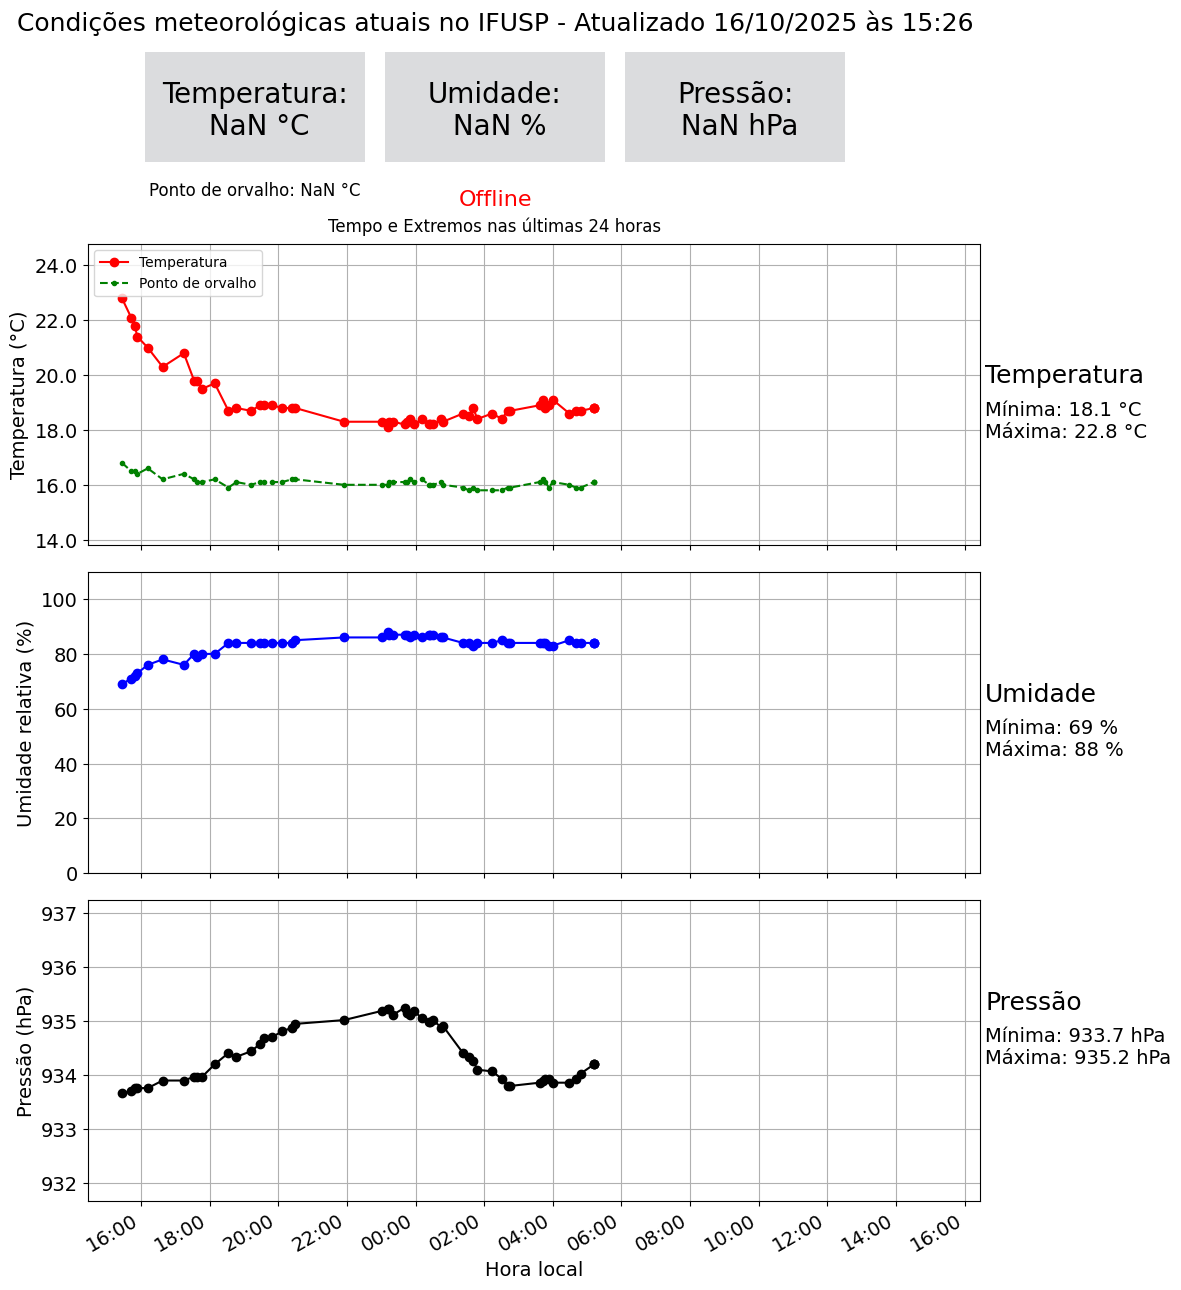 Condições meteorológicas atuais no IFUSP - Atualizado 16/10/2025 às 15:26
Temperatura:
NaN °C
Umidade:
NaN %
Pressão:
NaN hPa
Ponto de orvalho: NaN °C
Offline
Tempo e Extremos nas últimas 24 horas
Temperatura
Ponto de orvalho
Temperatura (°C)
24.0
22.0
20.0
18.0
16.0
14.0
Temperatura
Mínima: 18.1 °C
Máxima: 22.8 °C
Umidade relativa (%)
100
80
60
40
20
0
Umidade
Mínima: 69 %
Máxima: 88 %
Pressão (hPa)
937
936
935
934
933
932
Pressão
Mínima: 933.7 hPa
Máxima: 935.2 hPa
16:00 18:00 20:00 22:00 00:00 02:00 04:00 06:00 08:00 10:00 12:00 14:00 16:00
Hora local